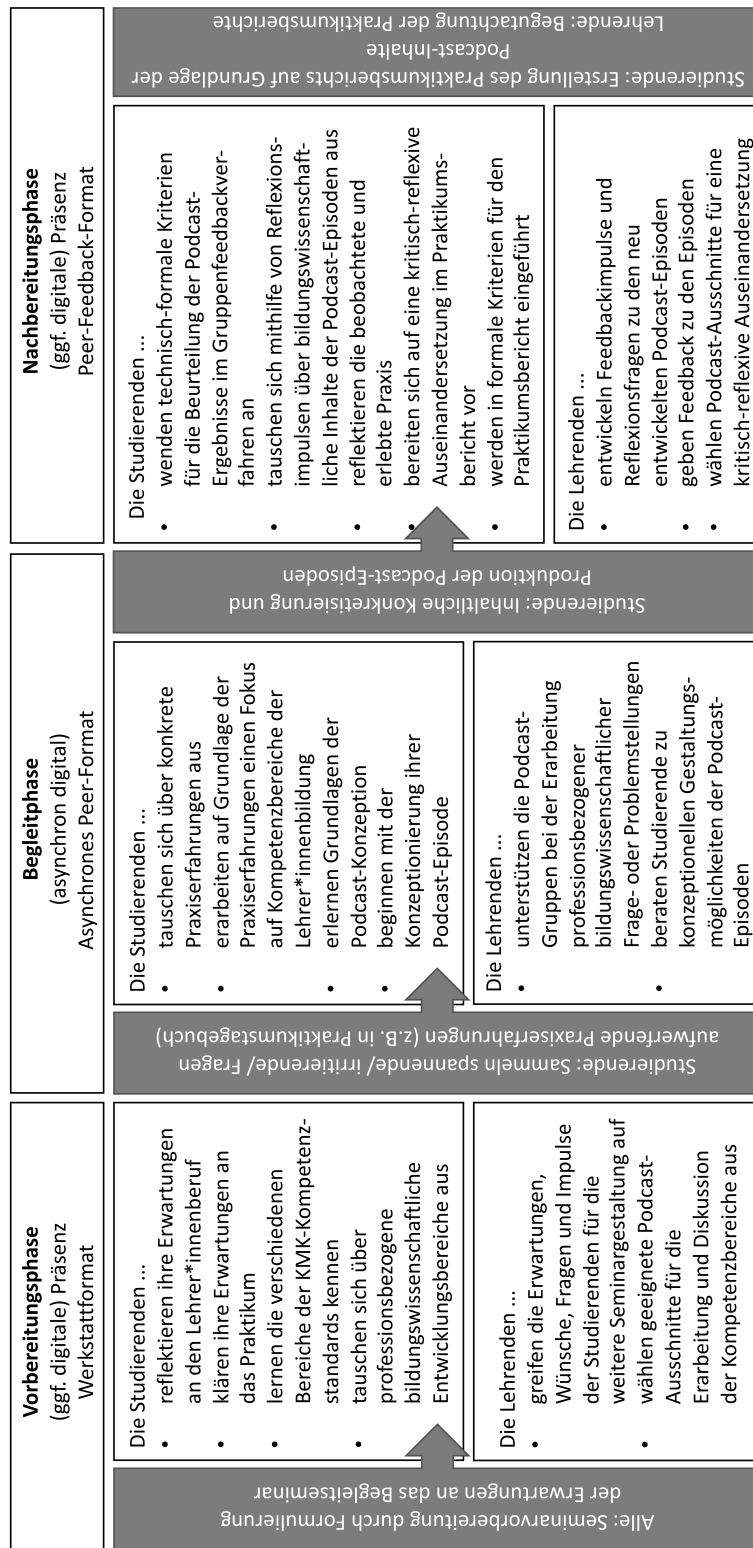 Alle: Seminarvorbereitung durch Formulierung
der Erwartungen an das Begleitseminar
Vorbereitungsphase
(ggf. digitale) Präsenz
Werkstattformat
Die Studierenden ...
• reflektieren ihre Erwartungen
an den Lehrer*innenberuf
• klären ihre Erwartungen an
das Praktikum
• lernen die verschiedenen
Bereiche der KMK-Kompetenz-
standards kennen
• tauschen sich über
professionsbezogene
bildungswissenschaftliche
Entwicklungsbereiche aus
Die Lehrenden ...
• greifen die Erwartungen,
Wünsche, Fragen und Impulse
der Studierenden für die
weitere Seminargestaltung auf
• wählen geeignete Podcast-
Ausschnitte für die
Erarbeitung und Diskussion
der Kompetenzbereiche aus
Studierende: Sammeln spannende/ irritierende/ Fragen
aufwerfende Praxiserfahrungen (z.B. in Praktikumstagebuch)
Begleitphase
(asynchron digital)
Asynchrones Peer-Format
Die Studierenden ...
• tauschen sich über konkrete
Praxiserfahrungen aus
• erarbeiten auf Grundlage der
Praxiserfahrungen einen Fokus
auf Kompetenzbereiche der
Lehrer*innenbildung
• erlernen Grundlagen der
Podcast-Konzeption
• beginnen mit der
Konzeptionierung ihrer
Podcast-Episode
Die Lehrenden ...
• unterstützen die Podcast-
Gruppen bei der Erarbeitung
professionsbezogener
bildungswissenschaftlicher
Frage- oder Problemstellungen
• beraten Studierende zu
konzeptionellen Gestaltungs-
möglichkeiten der Podcast-
Episoden
Studierende: Inhaltliche Konkretisierung und
Produktion der Podcast-Episoden
Nachbereitungsphase
(ggf. digitale) Präsenz
Peer-Feedback-Format
Die Studierenden ...
• wenden technisch-formale Kriterien
für die Beurteilung der Podcast-
Ergebnisse im Gruppenfeedbackver-
fahren an
• tauschen sich mithilfe von Reflexions-
impulsen über bildungswissenschaft-
liche Inhalte der Podcast-Episoden aus
• reflektieren die beobachtete und
erlebte Praxis
• bereiten sich auf eine kritisch-reflexive
Auseinandersetzung im Praktikums-
bericht vor
• werden in formale Kriterien für den
Praktikumsbericht eingeführt
Die Lehrenden ...
• entwickeln Feedbackimpulse und
Reflexionsfragen zu den neu
entwickelten Podcast-Episoden
• geben Feedback zu den Episoden
• wählen Podcast-Ausschnitte für eine
kritisch-reflexive Auseinandersetzung
Studierende: Erstellung des Praktikumsberichts auf Grundlage der
Podcast-Inhalte
Lehrende: Begutachtung der Praktikumsberichte